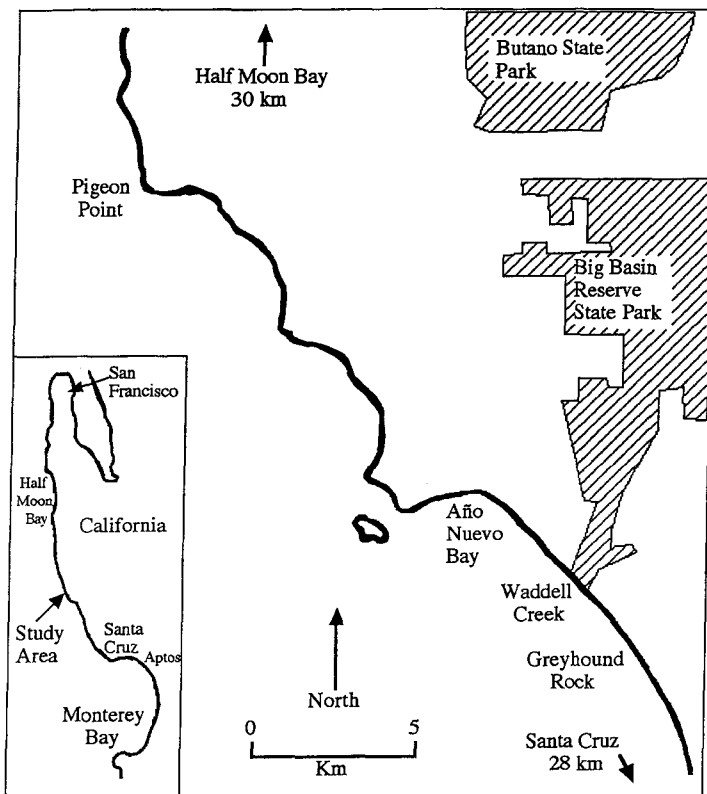 Half Moon Bay
30 km
Butano State
Park
Pigeon
Point
Big Basin
Reserve
State Park
San
Francisco
Half
Moon
Bay
California
Study
Area
Santa
Cruz
Aptos
Monterey
Bay
Año
Nuevo
Bay
Waddell
Creek
Greyhound
Rock
North
0 5
Km
Santa Cruz
28 km